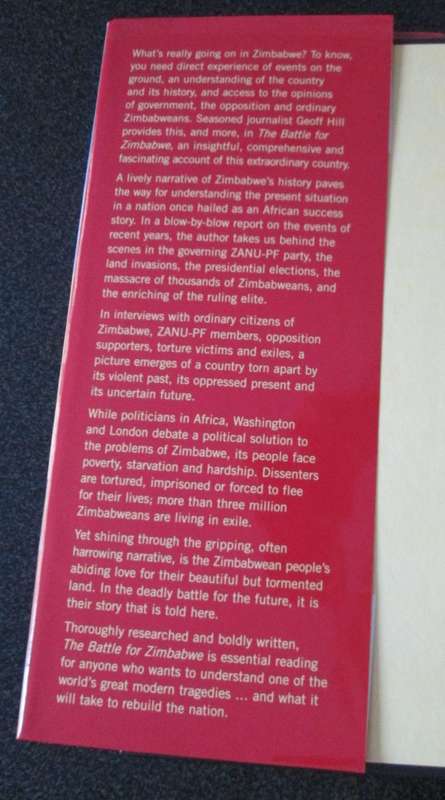 What's really going on in Zimbabwe? To know,
you need direct experience of events on the
ground, an understanding of the country
and its history, and access to the opinions
of government, the opposition and ordinary
Zimbabweans. Seasoned journalist Geoff Hill
provides this, and more, in The Battle for
Zimbabwe, an insightful, comprehensive and
fascinating account of this extraordinary country.
A lively narrative of Zimbabwe's history paves
the way for understanding the present situation
in a nation once hailed as an African success
story. In a blow-by-blow report on the events of
recent years, the author takes us behind the
scenes in the governing ZANU-PF party, the
land invasions, the presidential elections, the
massacre of thousands of Zimbabweans, and
the enriching of the ruling elite.
In interviews with ordinary citizens of
Zimbabwe, ZANU-PF members, opposition
supporters, torture victims and exiles, a
picture emerges of a country torn apart by
its violent past, its oppressed present and
its uncertain future.
While politicians in Africa, Washington
and London debate a political solution to
the problems of Zimbabwe, its people face
poverty, starvation and hardship. Dissenters
are tortured, imprisoned or forced to flee
for their lives; more than three million
Zimbabweans are living in exile.
Yet shining through the gripping, often
harrowing narrative, is the Zimbabwean people's
abiding love for their beautiful but tormented
land. In the deadly battle for the future, it is
their story that is told here.
Thoroughly researched and boldly written,
The Battle for Zimbabwe is essential reading
for anyone who wants to understand one of the
world's great modern tragedies ... and what it
will take to rebuild the nation.